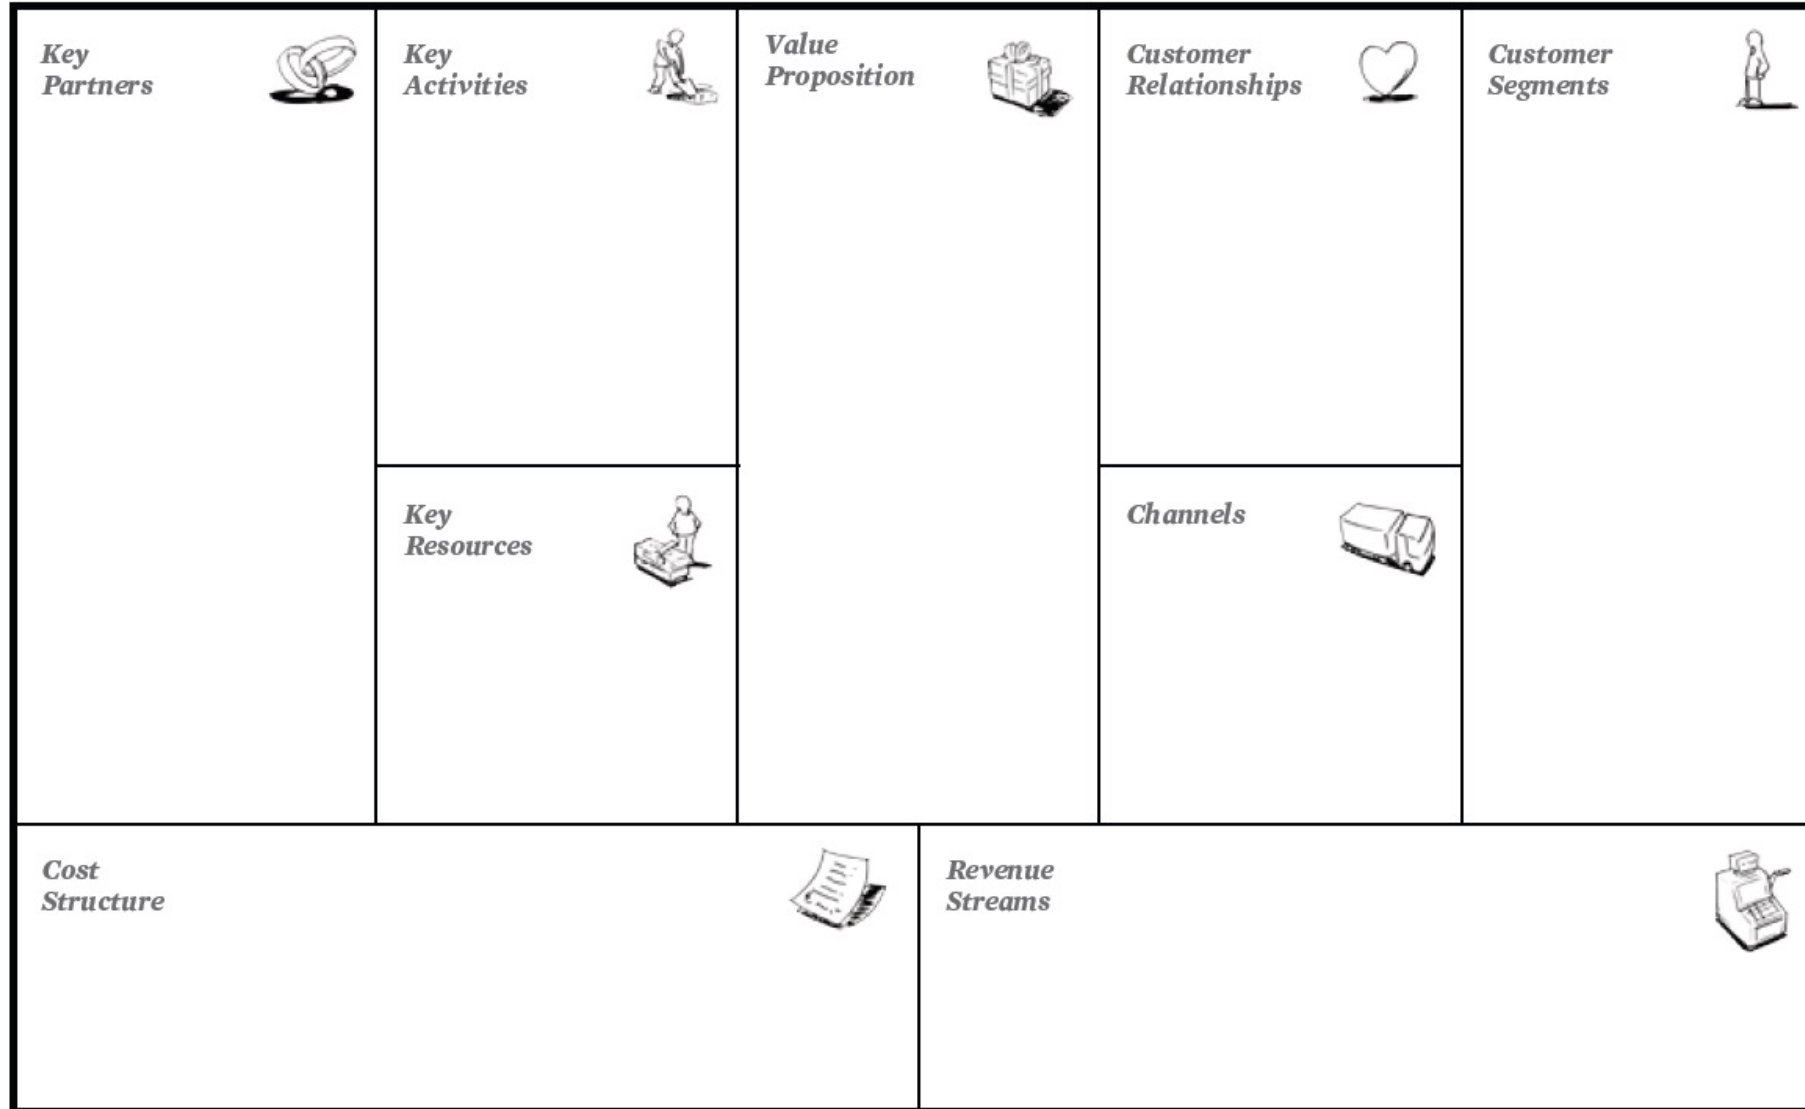 Key
Partners
Key
Activities
Value
Proposition
Customer
Relationships
Customer
Segments
Key
Resources
Channels
Cost
Structure
Revenue
Streams